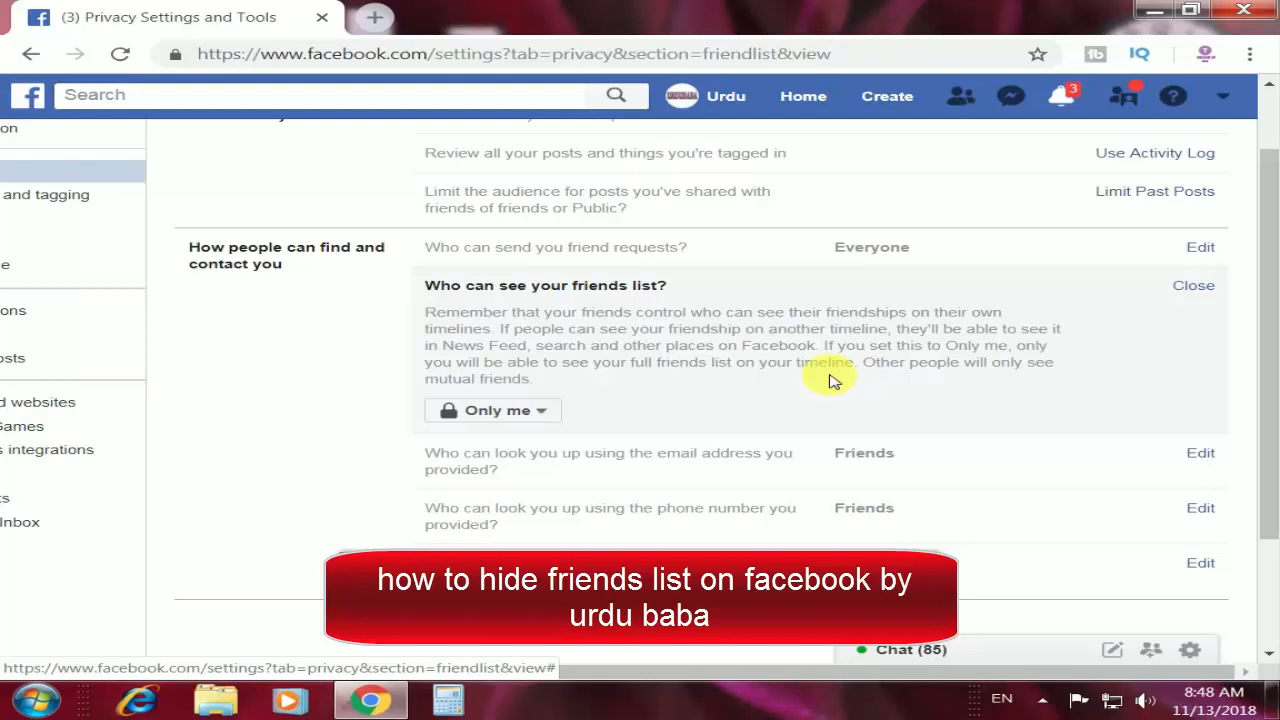 (3) Privacy Settings and Tools
https://www.facebook.com/settings?tab=privacy&section=friendlist&view
Search
Urdu
Home
Create
3
on
Review all your posts and things you're tagged in
Use Activity Log
and tagging
Limit the audience for posts you've shared with
friends of friends or Public?
Limit Past Posts
How people can find and
contact you
Who can send you friend requests?
Everyone
Edit
e
Who can see your friends list?
Close
ons
Remember that your friends control who can see their friendships on their own
timelines. If people can see your friendship on another timeline, they'll be able to see it
in News Feed, search and other places on Facebook. If you set this to Only me, only
you will be able to see your full friends list on your timeline. Other people will only see
mutual friends.
osts
d websites
Games
s integrations
Only me
Who can look you up using the email address you
provided?
Friends
Edit
ts
Inbox
Who can look you up using the phone number you
provided?
Friends
Edit
Edit
how to hide friends list on facebook by
urdu baba
Chat (85)
https://www.facebook.com/settings?tab=privacy&section=friendlist&view#
EN
8:48 AM
11/13/2018